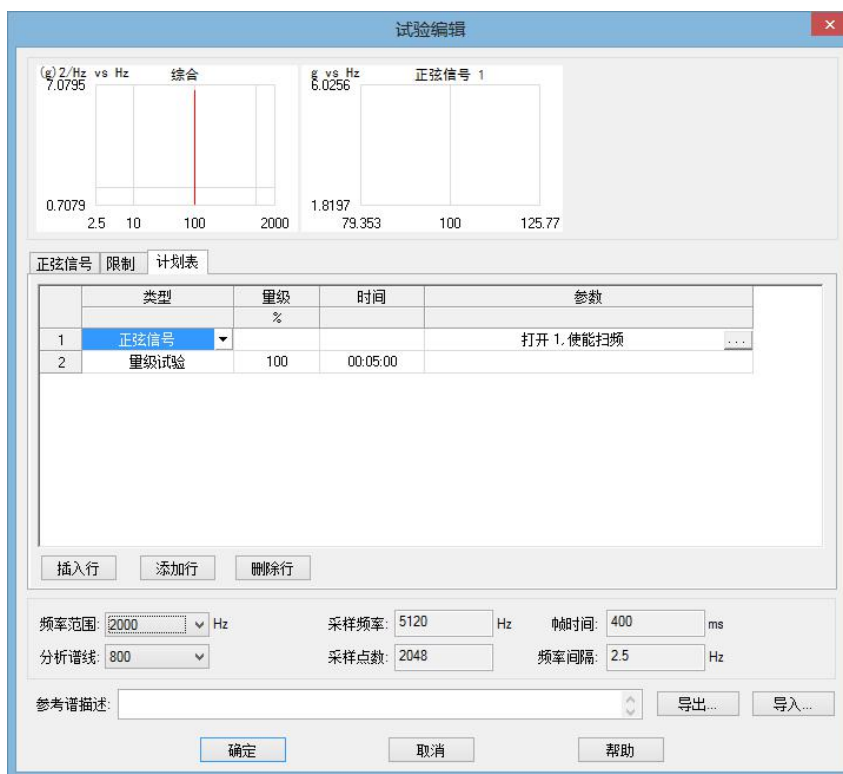 试验编辑
(g)2/Hz vs Hz 综合
7.0795
0.7079
2.5 10 100 2000
g vs Hz 正弦信号 1
6.0256
1.8197
79.353 100 125.77
正弦信号 限制 计划表
类型 量级 时间 参数
%
1 正弦信号 打开 1,使能扫频 ...
2 量级试验 100 00:05:00
插入行 添加行 删除行
频率范围: 2000 Hz 采样频率: 5120 Hz 帧时间: 400 ms
分析谱线: 800 采样点数: 2048 频率间隔: 2.5 Hz
参考谱描述: 导出... 导入...
确定 取消 帮助